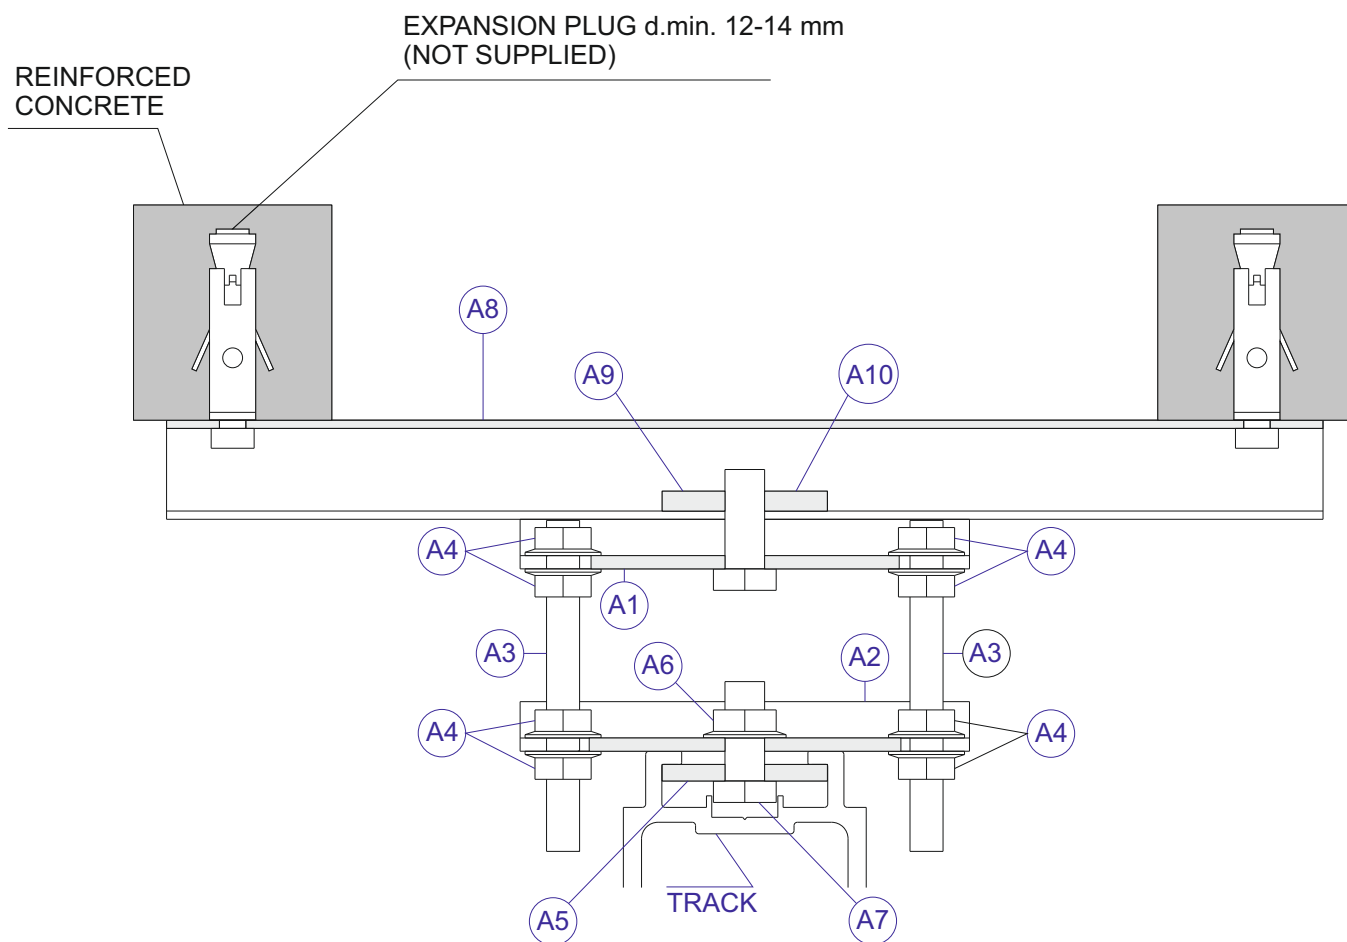 EXPANSION PLUG d.min. 12-14 mm
(NOT SUPPLIED)
REINFORCED
CONCRETE
A8
A9
A10
A4
A4
A1
A3
A6
A2
A3
A4
A4
TRACK
A5
A7